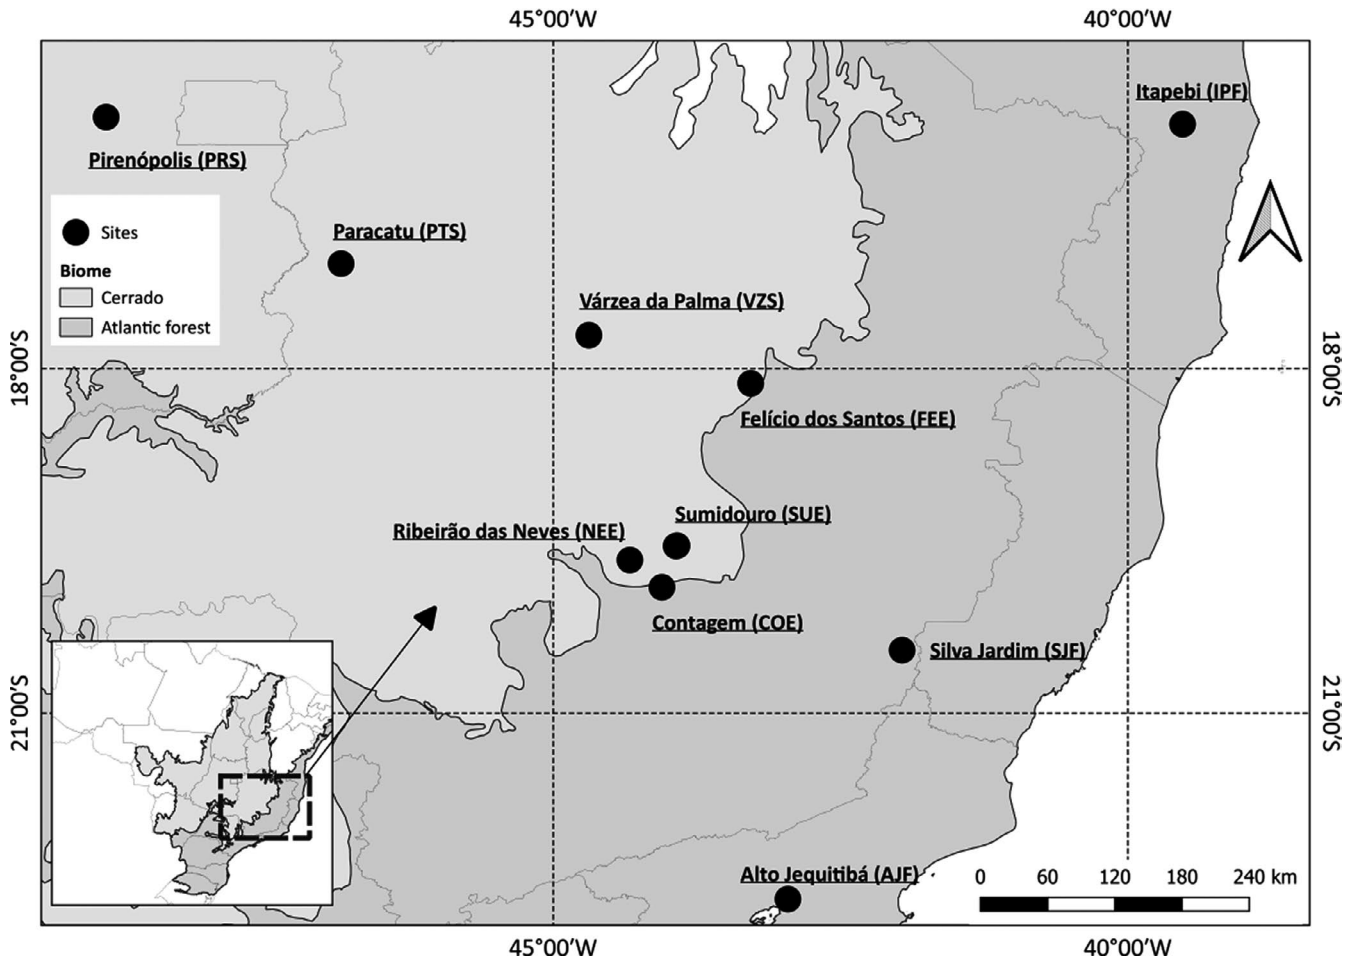 45°00'W
40°00'W
Itapebi (IPF)
Pirenópolis (PRS)
Paracatu (PTS)
Sites
Biome
Cerrado
Atlantic forest
Várzea da Palma (VZS)
18°00'S
18°00'S
Felício dos Santos (FEE)
Sumidouro (SUE)
Ribeirão das Neves (NEE)
Contagem (COE)
Silva Jardim (SJF)
21°00'S
21°00'S
Alto Jequitibá (AJF)
0 60 120 180 240 km
45°00'W
40°00'W